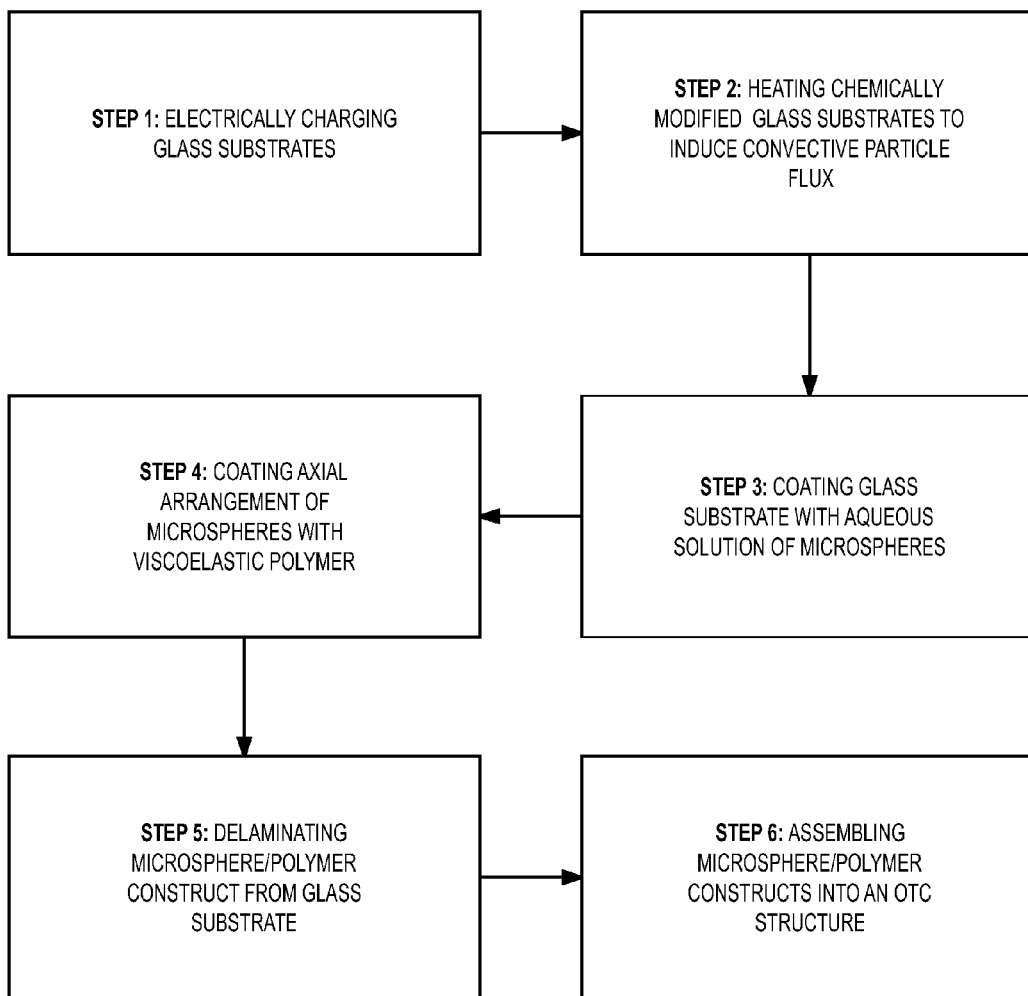 STEP 1: ELECTRICALLY CHARGING
GLASS SUBSTRATES
STEP 2: HEATING CHEMICALLY
MODIFIED GLASS SUBSTRATES TO
INDUCE CONVECTIVE PARTICLE
FLUX
STEP 3: COATING GLASS
SUBSTRATE WITH AQUEOUS
SOLUTION OF MICROSPHERES
STEP 4: COATING AXIAL
ARRANGEMENT OF
MICROSPHERES WITH
VISCOELASTIC POLYMER
STEP 5: DELAMINATING
MICROSPHERE/POLYMER
CONSTRUCT FROM GLASS
SUBSTRATE
STEP 6: ASSEMBLING
MICROSPHERE/POLYMER
CONSTRUCTS INTO AN OTC
STRUCTURE